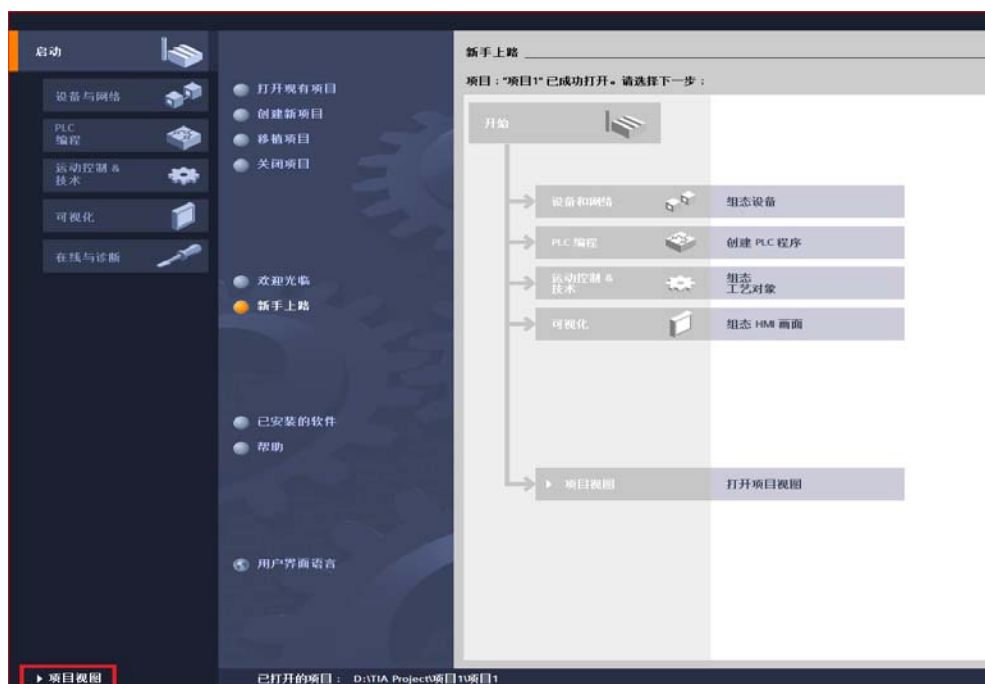 启动
设备与网络
PLC
编程
运动控制 &
技术
可视化
在线与诊断
打开现有项目
创建新项目
移植项目
关闭项目
欢迎光临
新手上路
已安装的软件
帮助
用户界面语言
新手上路
项目："项目1" 已成功打开。请选择下一步：
开始
设备和网络
组态设备
PLC 编程
创建 PLC 程序
运动控制 &
技术
组态
工艺对象
可视化
组态 HMI 画面
项目视图
打开项目视图
项目视图
已打开的项目： D:\TIA Project\项目1\项目1